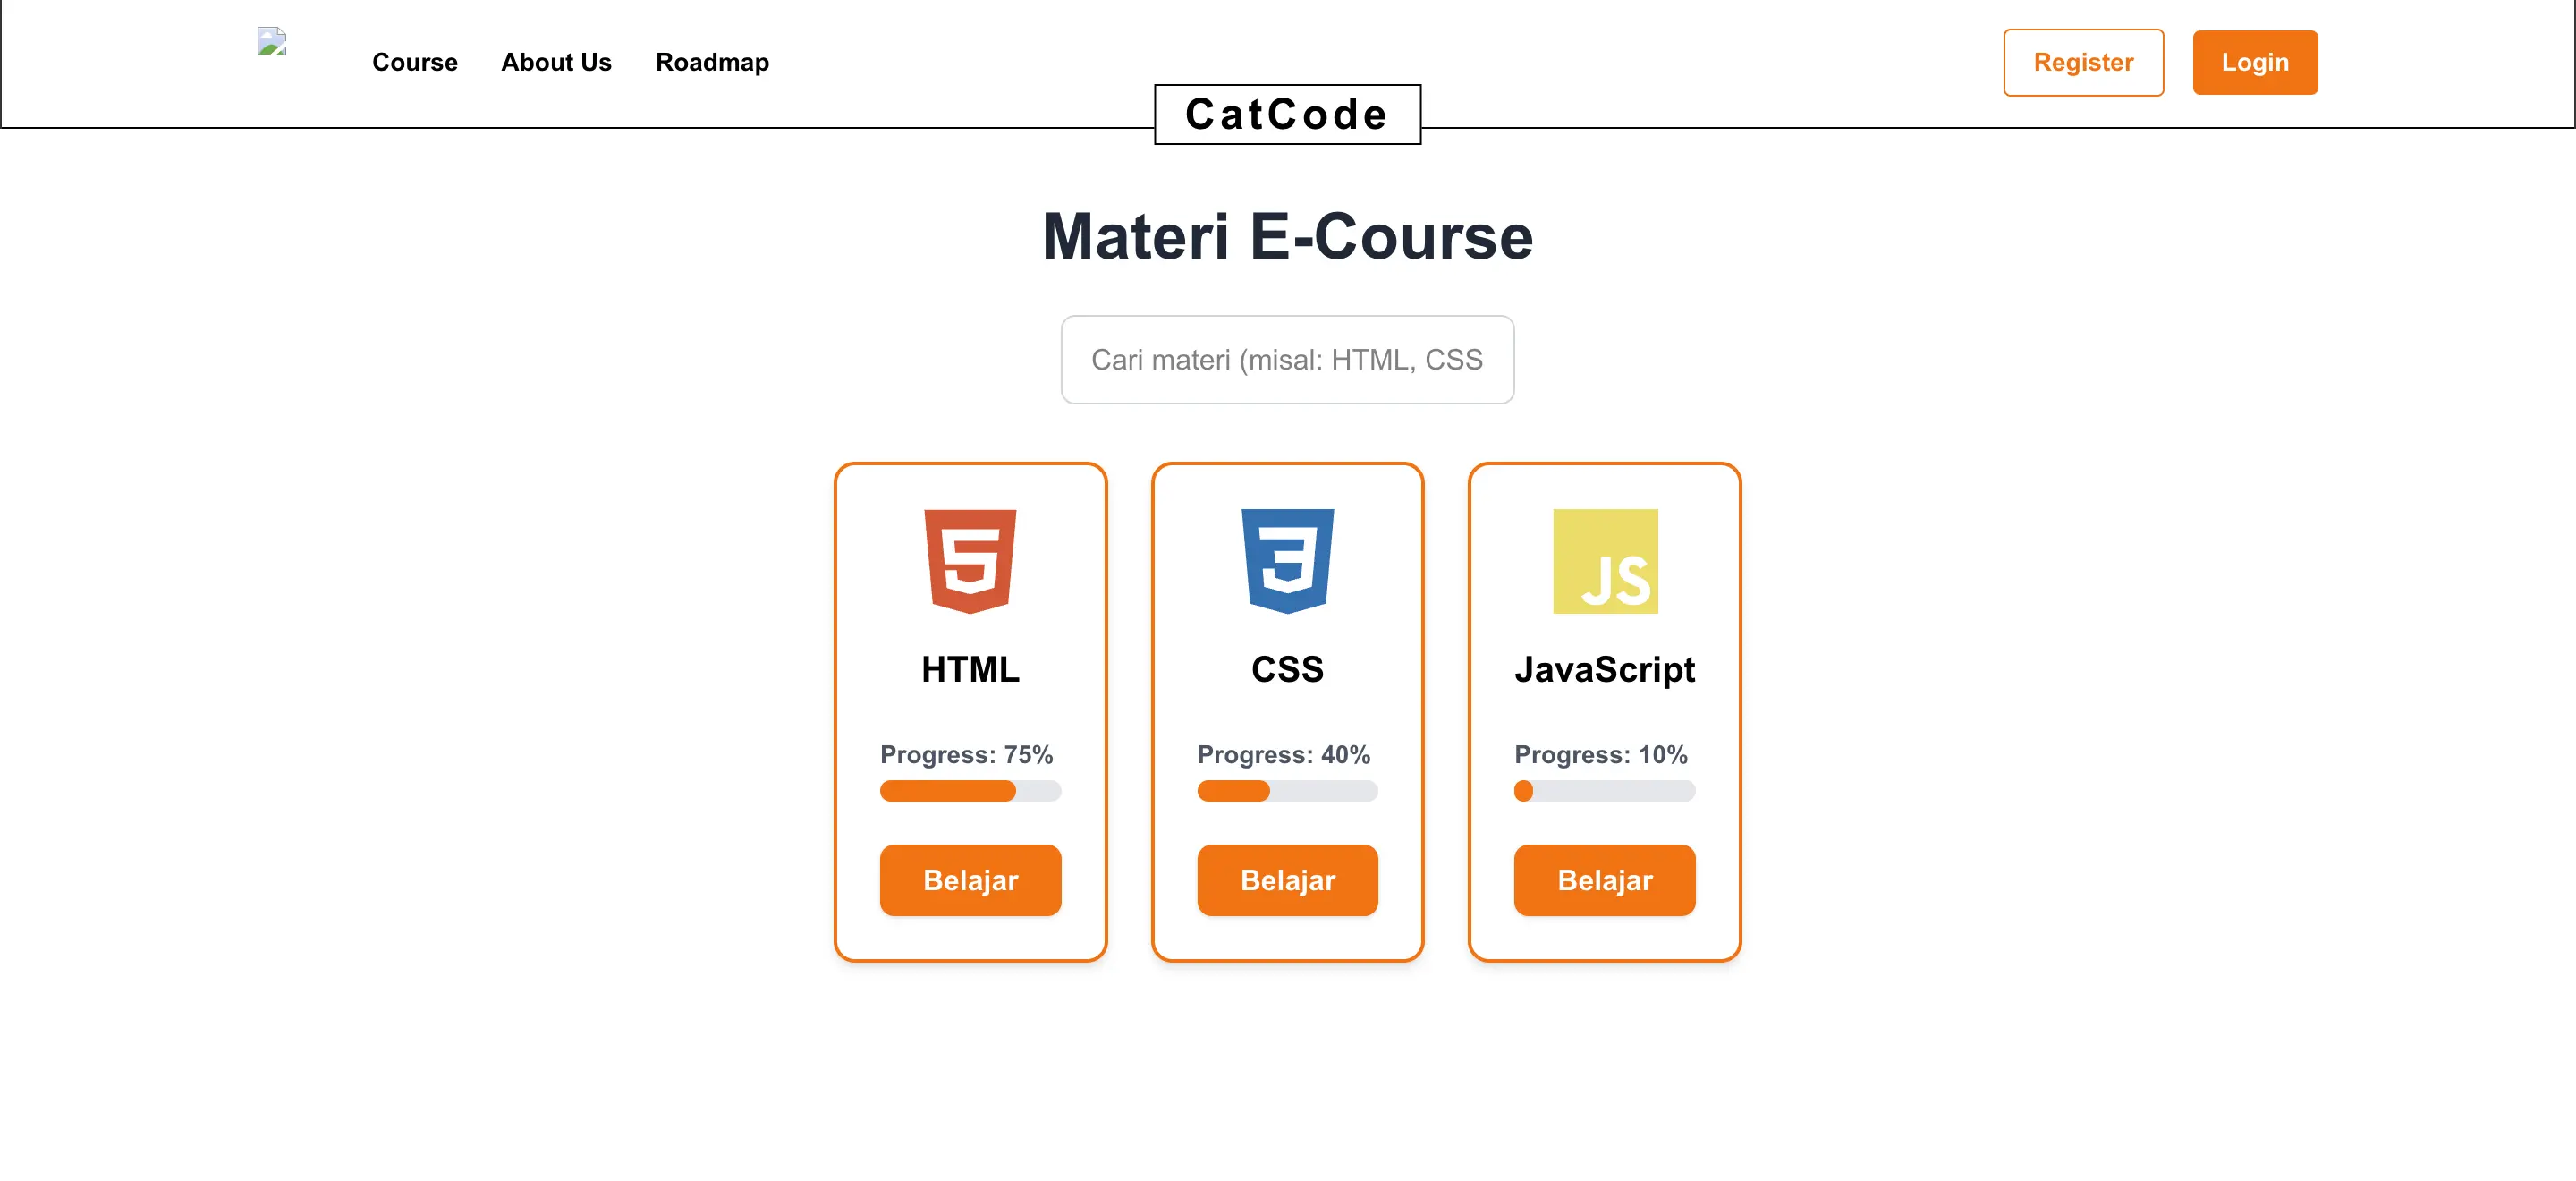 Course About Us Roadmap Register Login
CatCode
Materi E-Course
Cari materi (misal: HTML, CSS
5 3 JS
HTML CSS JavaScript
Progress: 75% Progress: 40% Progress: 10%
Belajar Belajar Belajar